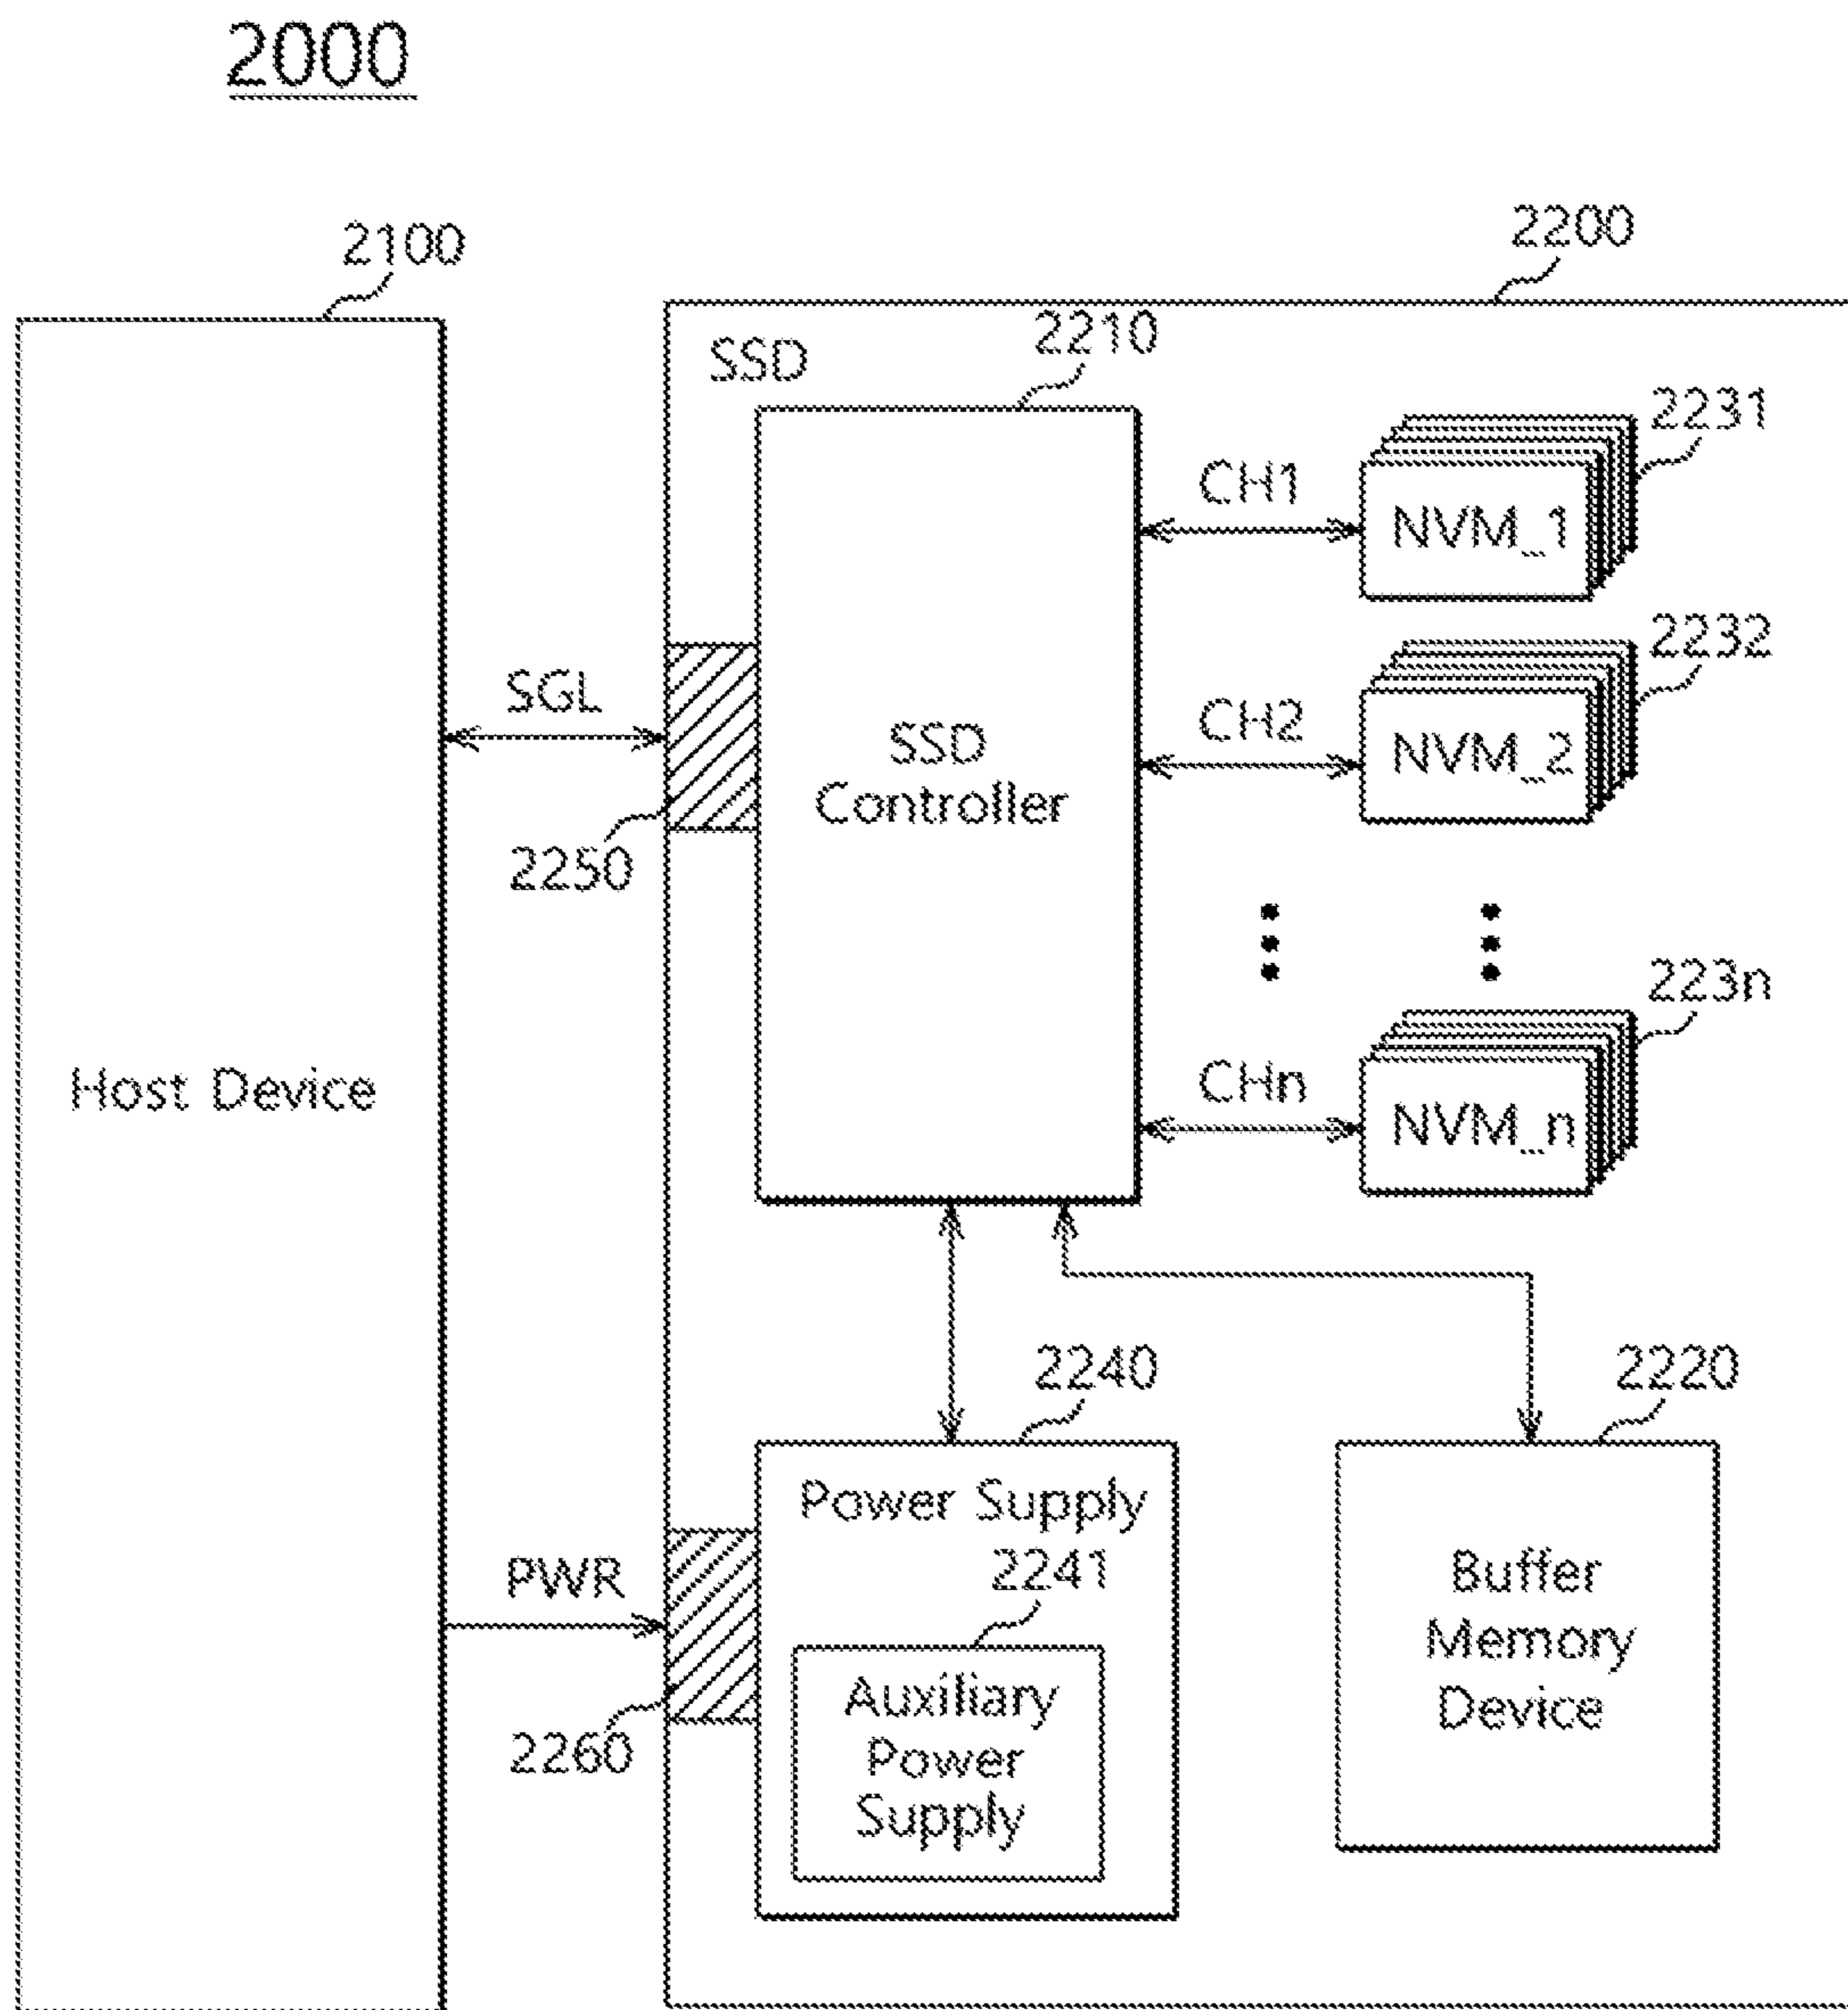 2000
2100
2200
SSD
2210
2231
CH1
NVM_1
2232
SGL
CH2
NVM_2
SSD
Controller
2250
223n
Host Device
CHn
NVM_n
2240
2220
Power Supply
PWR
2241
Buffer
Memory
Device
Auxiliary
Power
Supply
2260